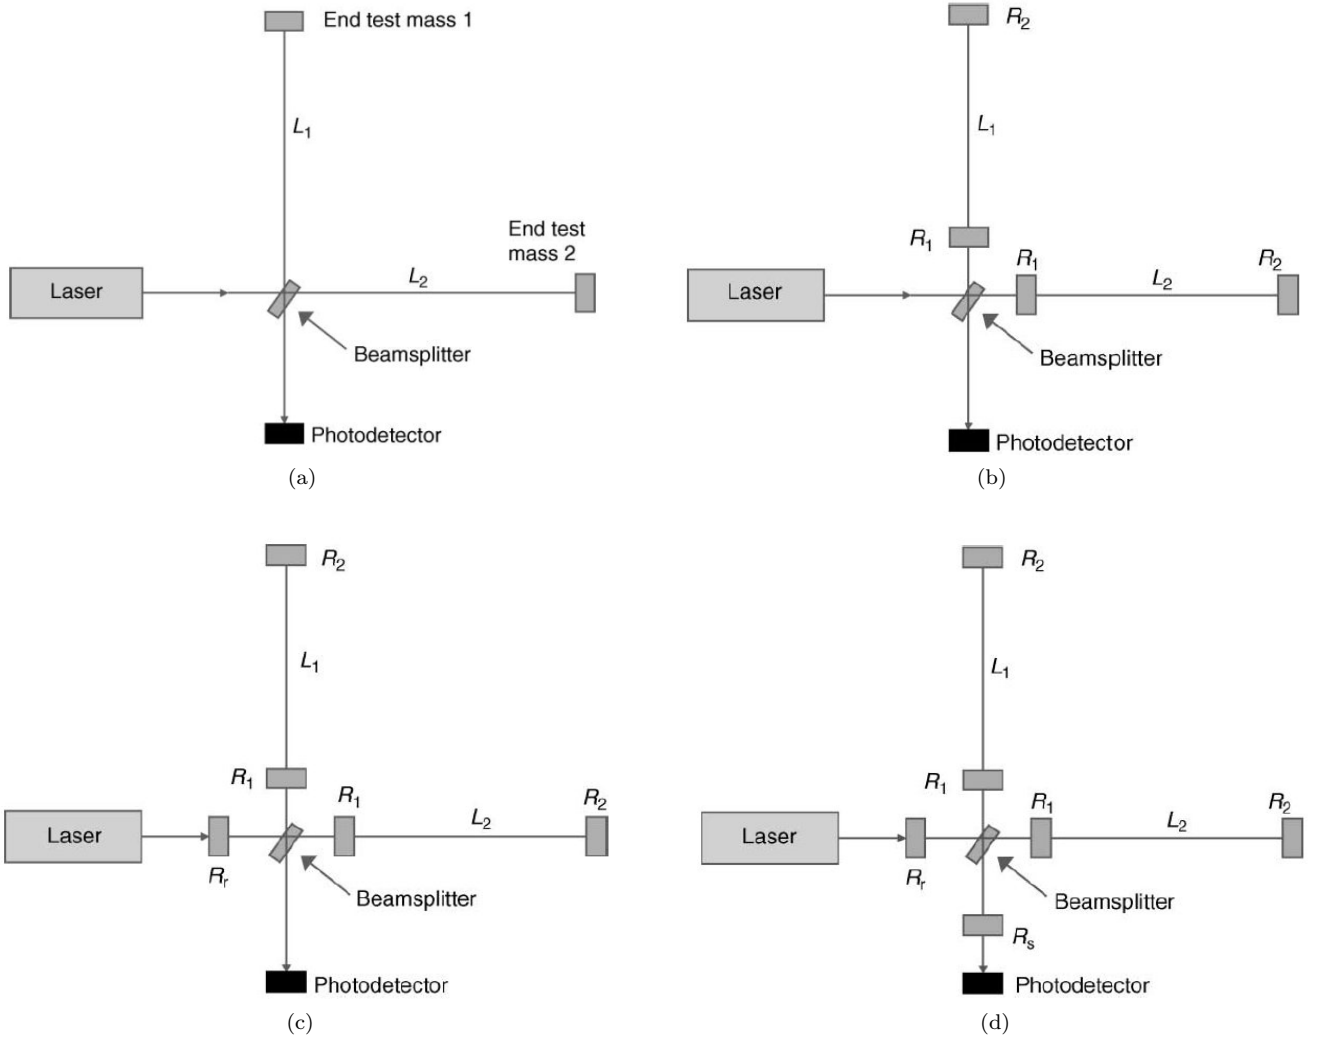 End test mass 1
L1
End test
mass 2
Laser
L2
Beamsplitter
Photodetector
(a)
R2
L1
R1
R1
R2
Laser
L2
Beamsplitter
Photodetector
(b)
R2
L1
R1
R1
R2
Laser
L2
Rr
Beamsplitter
Photodetector
(c)
R2
L1
R1
R1
R2
Laser
L2
Rr
Beamsplitter
Rs
Photodetector
(d)